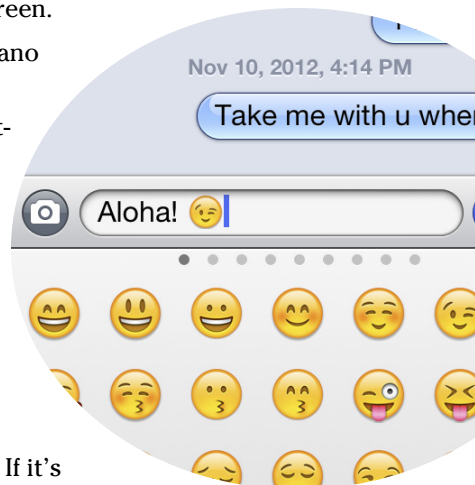 reen.
ano
Nov 10, 2012, 4:14 PM
t-
Take me with u wher
Aloha! 😉
If it's